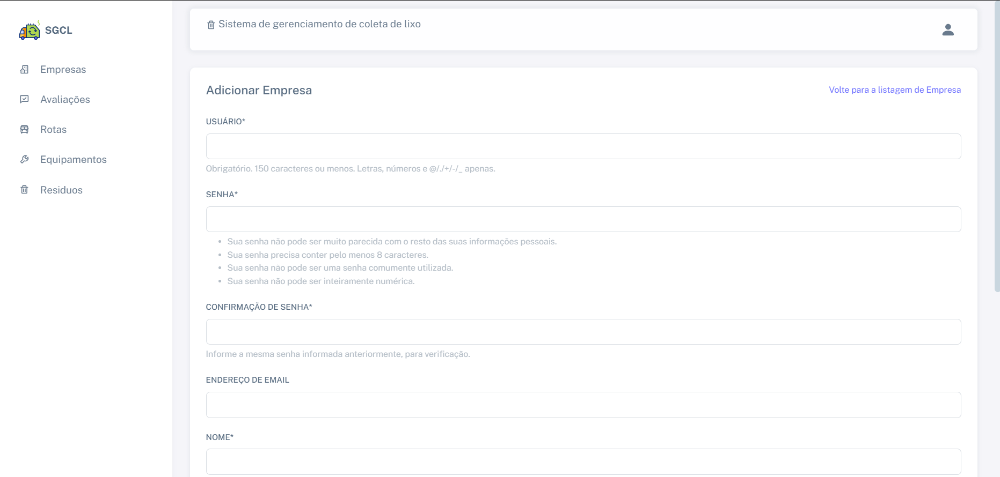 SGCL
Empresas
Avaliações
Rotas
Equipamentos
Residuos
Sistema de gerenciamento de coleta de lixo
Adicionar Empresa
Volte para a listagem de Empresa
USUÁRIO*
Obrigatório. 150 caracteres ou menos. Letras, números e @/./+/-/_ apenas.
SENHA*
• Sua senha não pode ser muito parecida com o resto das suas informações pessoais.
• Sua senha precisa conter pelo menos 8 caracteres.
• Sua senha não pode ser uma senha comumente utilizada.
• Sua senha não pode ser inteiramente numérica.
CONFIRMAÇÃO DE SENHA*
Informe a mesma senha informada anteriormente, para verificação.
ENDEREÇO DE EMAIL
NOME*